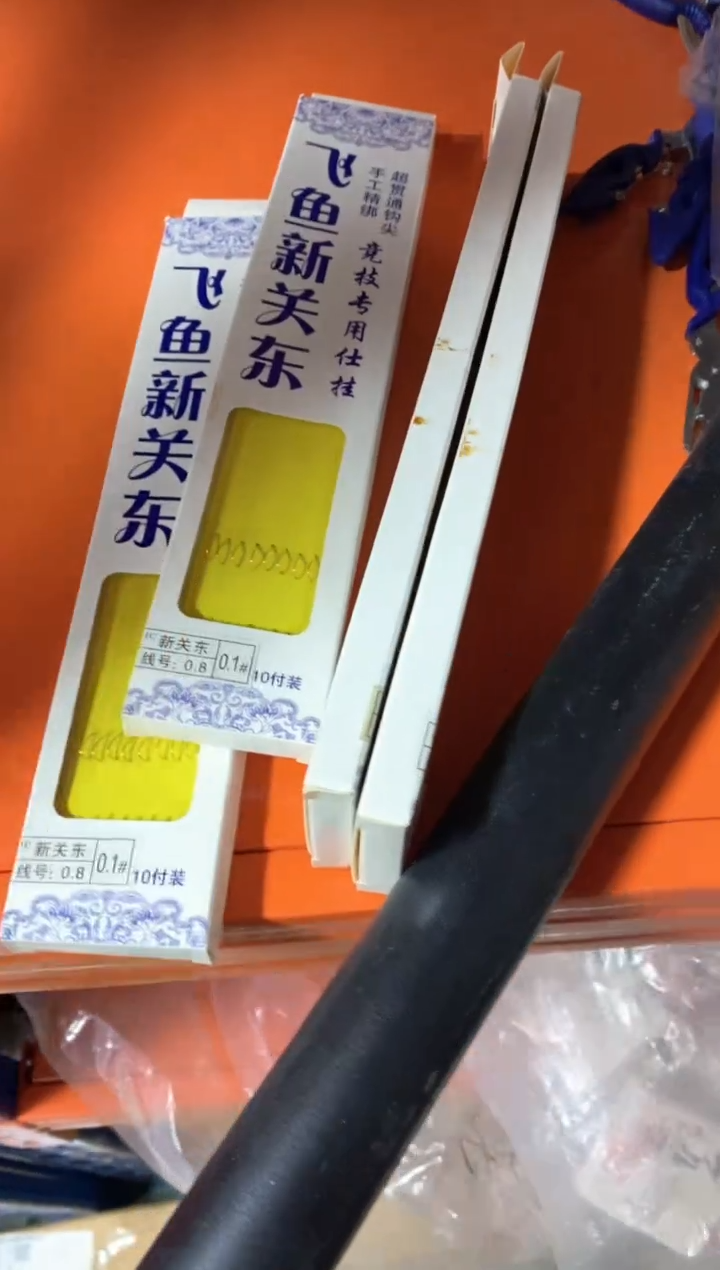 飞鱼新关东
超贯通钩尖
手工精绑
竞技专用仕挂
新关东
线号：0.8
0.1#
10付装
飞鱼新关东
新关东
线号：0.8
0.1#
10付装